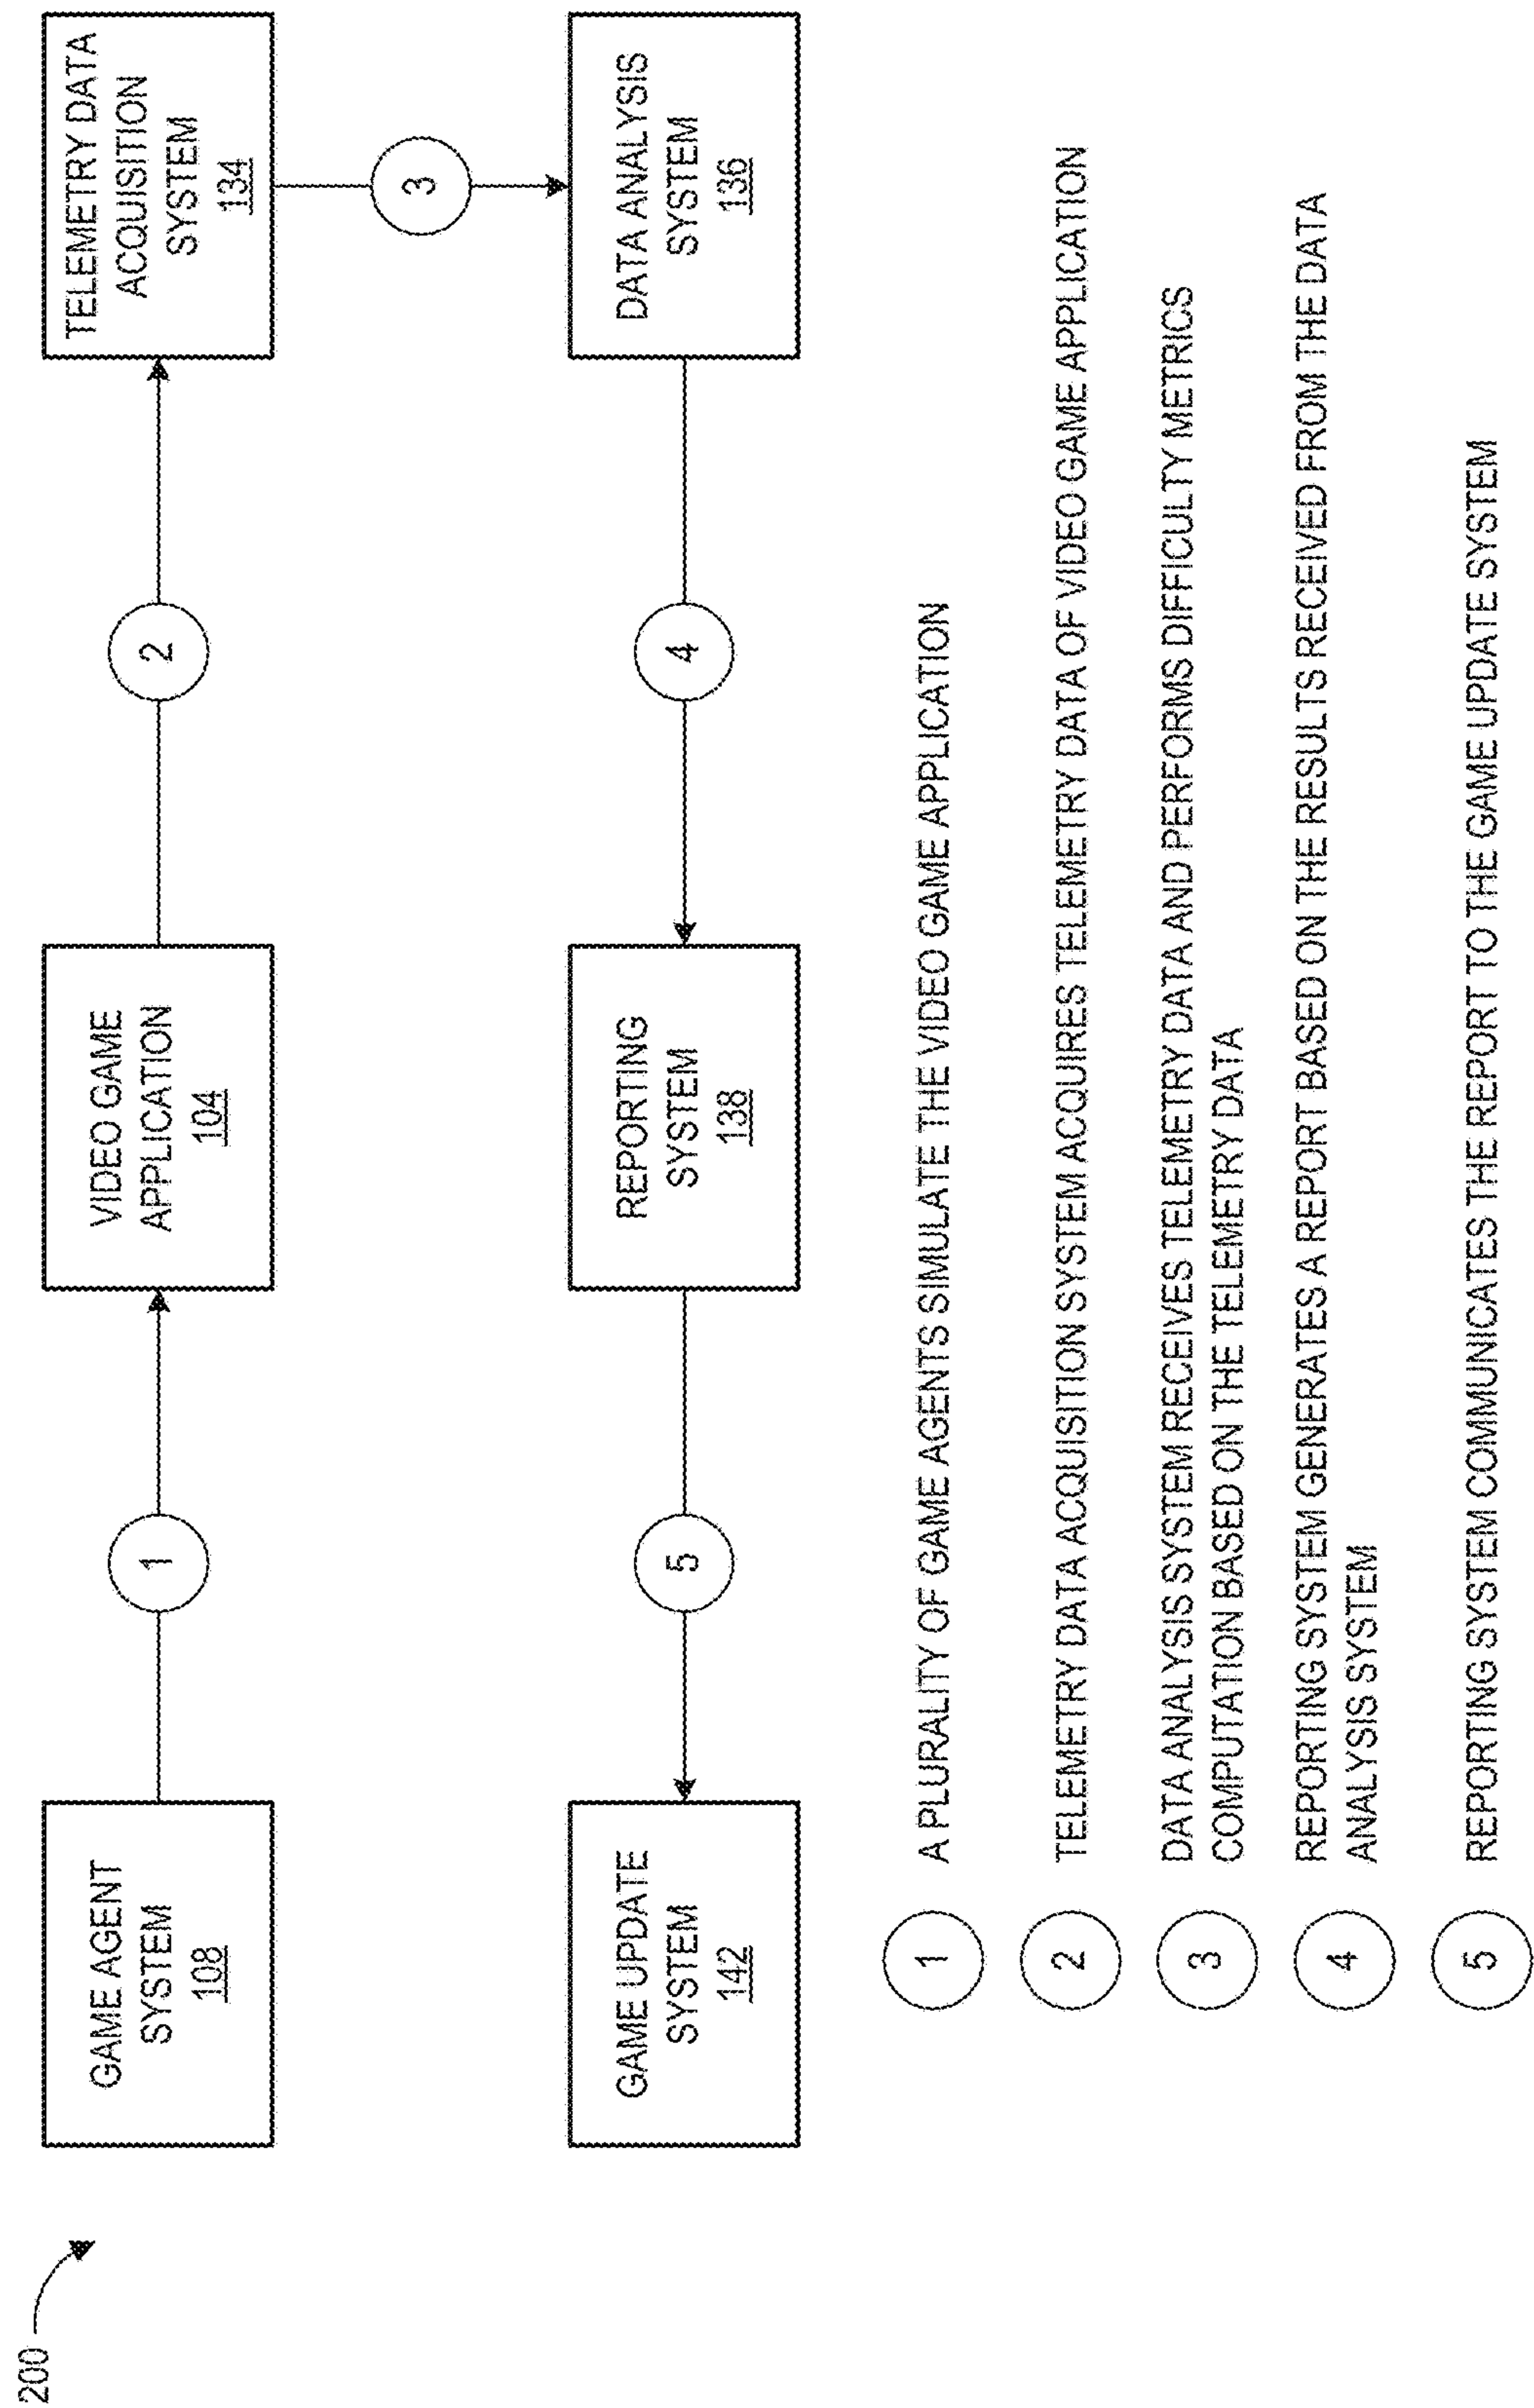 200
GAME AGENT
SYSTEM
108
1
VIDEO GAME
APPLICATION
104
2
TELEMETRY DATA
ACQUISITION
SYSTEM
134
3
GAME UPDATE
SYSTEM
142
5
REPORTING
SYSTEM
138
4
DATA ANALYSIS
SYSTEM
136
1 A PLURALITY OF GAME AGENTS SIMULATE THE VIDEO GAME APPLICATION
2 TELEMETRY DATA ACQUISITION SYSTEM ACQUIRES TELEMETRY DATA OF VIDEO GAME APPLICATION
3 DATA ANALYSIS SYSTEM RECEIVES TELEMETRY DATA AND PERFORMS DIFFICULTY METRICS
COMPUTATION BASED ON THE TELEMETRY DATA
4 REPORTING SYSTEM GENERATES A REPORT BASED ON THE RESULTS RECEIVED FROM THE DATA
ANALYSIS SYSTEM
5 REPORTING SYSTEM COMMUNICATES THE REPORT TO THE GAME UPDATE SYSTEM